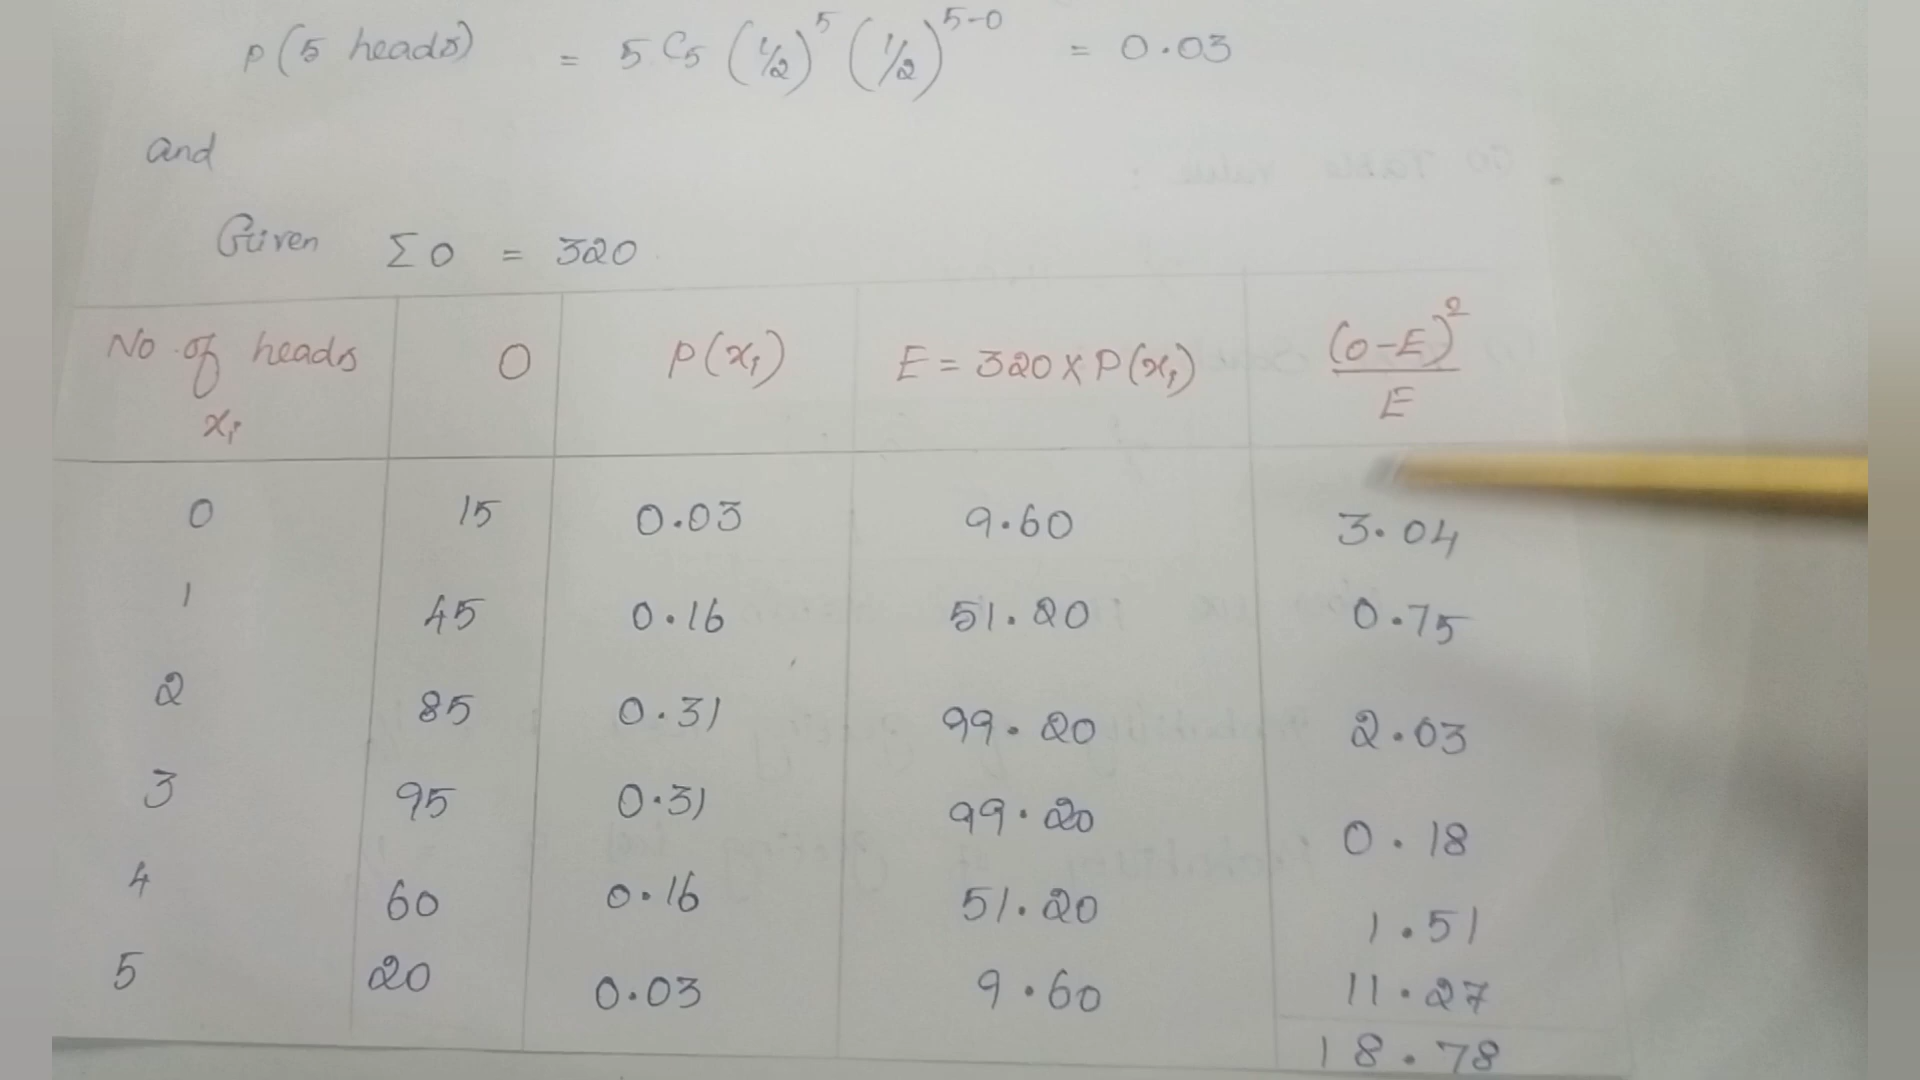 P(5 heads) = 5C5 (1/2)^5 (1/2)^5-0 = 0.03
and
Given ΣO = 320
No of heads xi O P(xi) E = 320 x P(xi) (O-E)^2/E
0 15 0.03 9.60 3.04
1 45 0.16 51.20 0.75
2 85 0.31 99.20 2.03
3 95 0.31 99.20 0.18
4 60 0.16 51.20 1.51
5 20 0.03 9.60 11.27
18.78